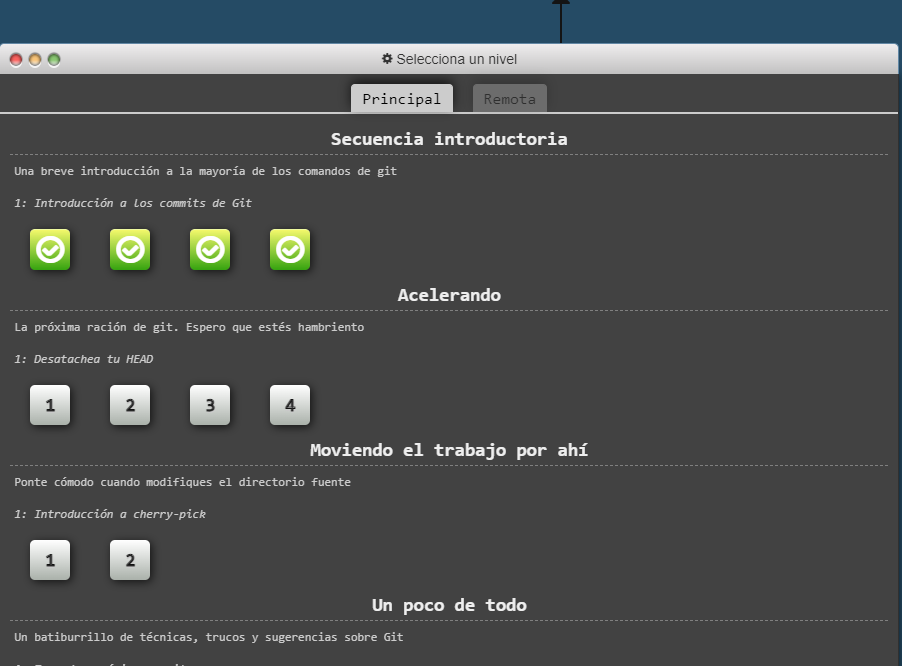 Selecciona un nivel
Principal Remota
Secuencia introductoria
Una breve introducción a la mayoría de los comandos de git
1: Introducción a los commits de Git
Acelerando
La próxima ración de git. Espero que estés hambriento
1: Desatachea tu HEAD
1 2 3 4
Moviendo el trabajo por ahí
Ponte cómodo cuando modifiques el directorio fuente
1: Introducción a cherry-pick
1 2
Un poco de todo
Un batiburrillo de técnicas, trucos y sugerencias sobre Git